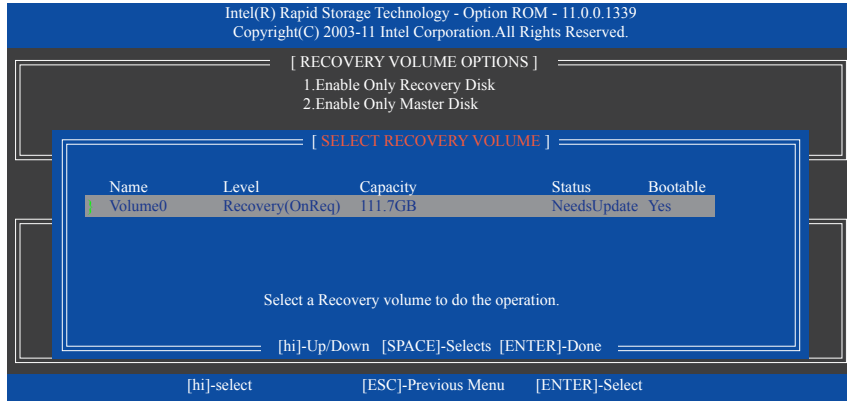 Intel(R) Rapid Storage Technology - Option ROM - 11.0.0.1339
Copyright(C) 2003-11 Intel Corporation.All Rights Reserved.
[ RECOVERY VOLUME OPTIONS ]
1.Enable Only Recovery Disk
2.Enable Only Master Disk
[ SELECT RECOVERY VOLUME ]
Name Level Capacity Status Bootable
Volume0 Recovery(OnReq) 111.7GB NeedsUpdate Yes
Select a Recovery volume to do the operation.
[hi]-Up/Down [SPACE]-Selects [ENTER]-Done
[hi]-select [ESC]-Previous Menu [ENTER]-Select